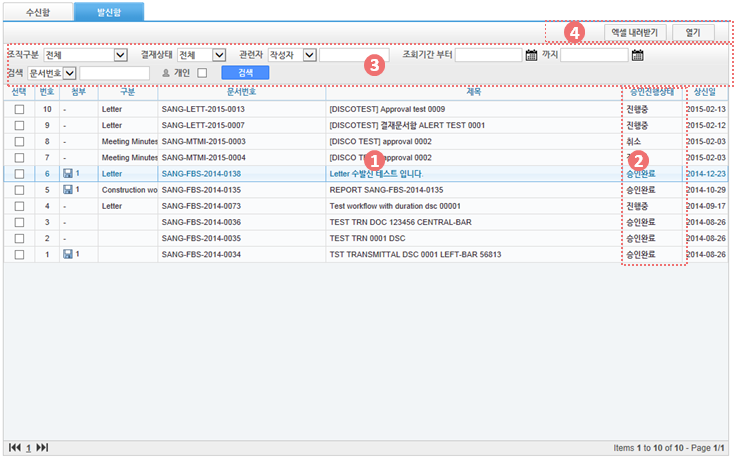 수신함 발신함
4 엑셀 내려받기 열기
조직구분 전체 결재상태 전체 관련자 작성자 조회기간 부터 까지
3
검색 문서번호 개인 검색
선택 번호 첨부 구분 문서번호 제목 승인진행상태 상신일
10 - Letter SANG-LETT-2015-0013 [DISCOTEST] Approval test 0009 진행중 2015-02-13
9 - Letter SANG-LETT-2015-0007 [DISCOTEST] 결재문서함 ALERT TEST 0001 진행중 2015-02-12
8 - Meeting Minutes SANG-MTMI-2015-0003 [DISCO TEST] approval 0002 취소 2015-02-03
7 - Meeting Minutes SANG-MTMI-2015-0004 [DISCO TEST] approval 0002 2015-02-03
1 2
6 1 Letter SANG-FBS-2014-0138 Letter 수발신 테스트 입니다. 승인완료 2014-12-23
5 1 Construction wo SANG-FBS-2014-0135 REPORT SANG-FBS-2014-0135 승인완료 2014-10-29
4 - Letter SANG-FBS-2014-0073 Test workflow with duration dsc 00001 진행중 2014-09-17
3 - SANG-FBS-2014-0036 TEST TRN DOC 123456 CENTRAL-BAR 승인완료 2014-08-26
2 - SANG-FBS-2014-0035 TEST TRN 0001 DSC 승인완료 2014-08-26
1 1 SANG-FBS-2014-0034 TST TRANSMITTAL DSC 0001 LEFT-BAR 56813 승인완료 2014-08-26
1 Items 1 to 10 of 10 - Page 1/1